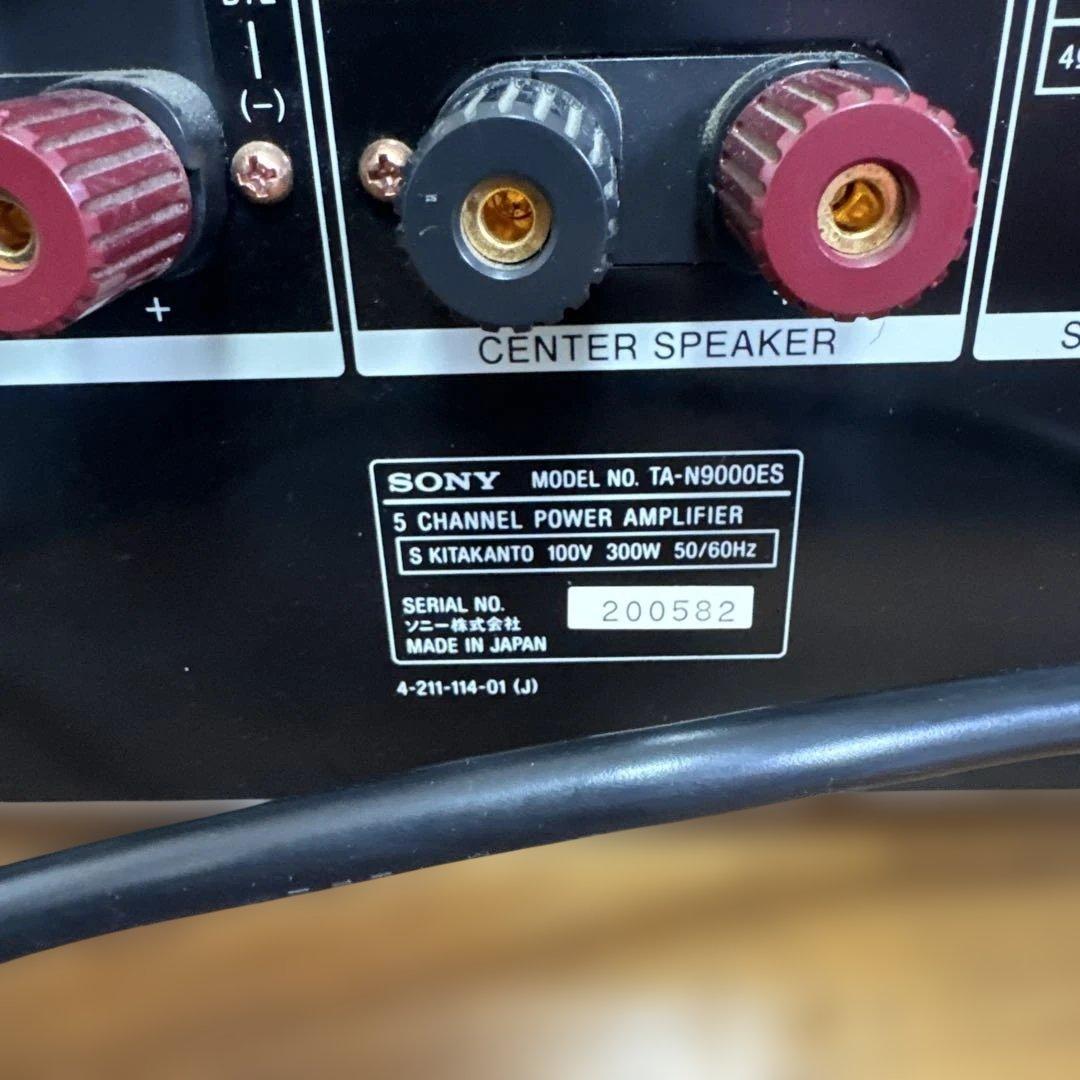 (-)
+
CENTER SPEAKER
SONY MODEL NO. TA-N9000ES
5 CHANNEL POWER AMPLIFIER
S KITAKANTO 100V 300W 50/60Hz
SERIAL NO. 200582
ソニー株式会社
MADE IN JAPAN
4-211-114-01 (J)